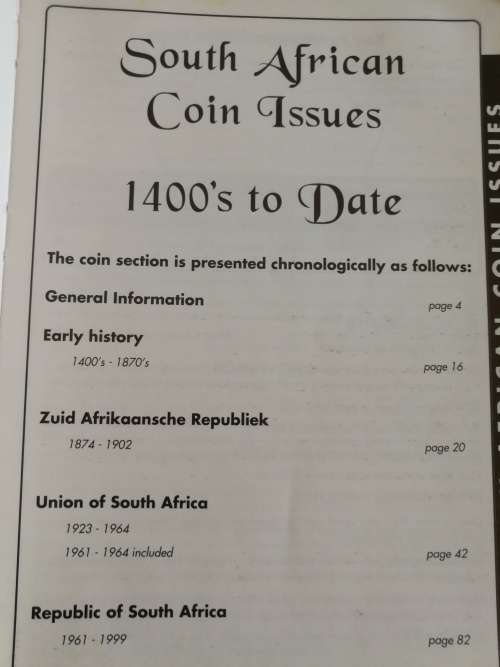 South African
Coin Issues
1400's to Date
The coin section is presented chronologically as follows:
General Information page 4
Early history
1400's - 1870's page 16
Zuid Afrikaansche Republiek
1874 - 1902 page 20
Union of South Africa
1923 - 1964
1961 - 1964 included page 42
Republic of South Africa
1961 - 1999 page 82
COIN ISSUES